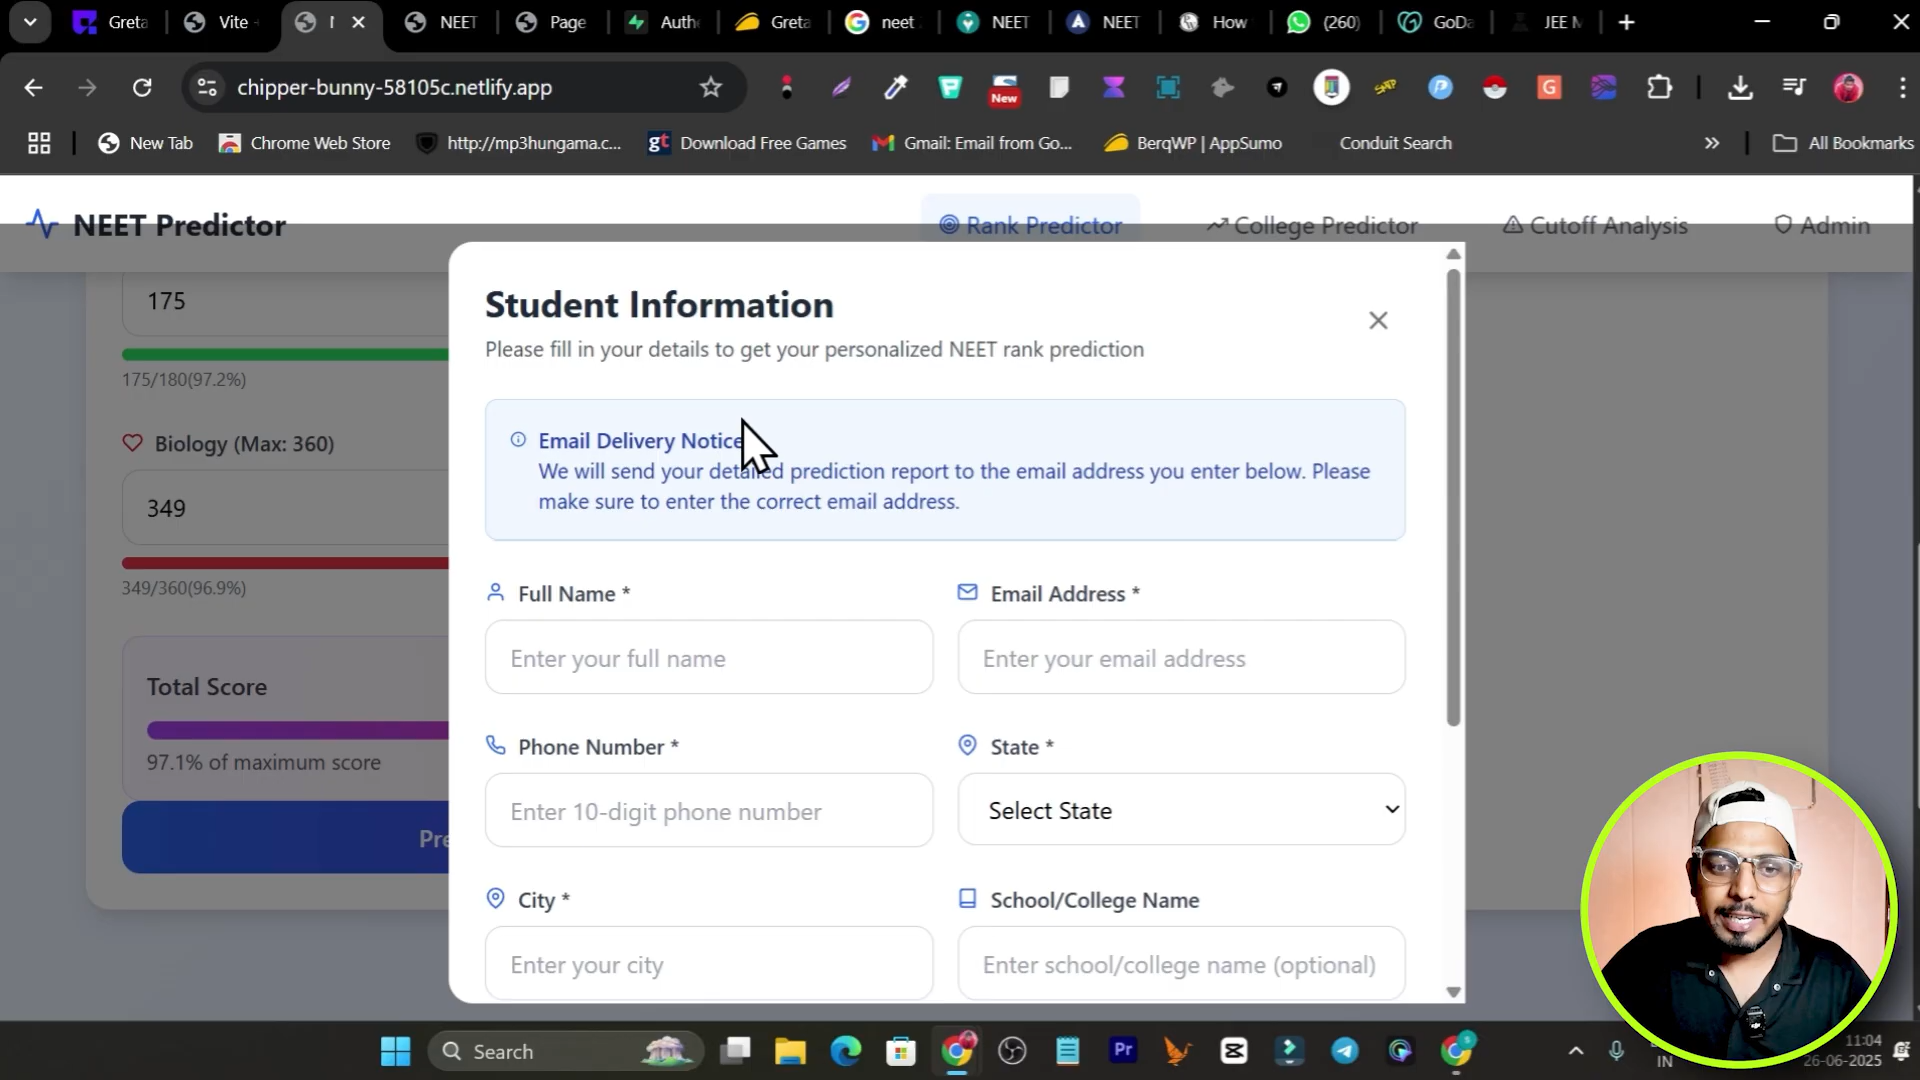 Greta
Vite
NEET
Page
Auth
Greta
neet
NEET
NEET
How
(260)
GoDa
JEE M
chipper-bunny-58105c.netlify.app
New
New Tab
Chrome Web Store
http://mp3hungama.c...
gt
Download Free Games
Gmail: Email from Go...
BerqWP | AppSumo
Conduit Search
»
All Bookmarks
NEET Predictor
Rank Predictor
College Predictor
Cutoff Analysis
Admin
175
175/180(97.2%)
Biology (Max: 360)
349
349/360(96.9%)
Total Score
97.1% of maximum score
Pre
Student Information
Please fill in your details to get your personalized NEET rank prediction
Email Delivery Notice
We will send your detailed prediction report to the email address you enter below. Please
make sure to enter the correct email address.
Full Name *
Email Address *
Enter your full name
Enter your email address
Phone Number *
State *
Enter 10-digit phone number
Select State
City *
School/College Name
Enter your city
Enter school/college name (optional)
Search
Pr
IN
11:04
26-06-2025